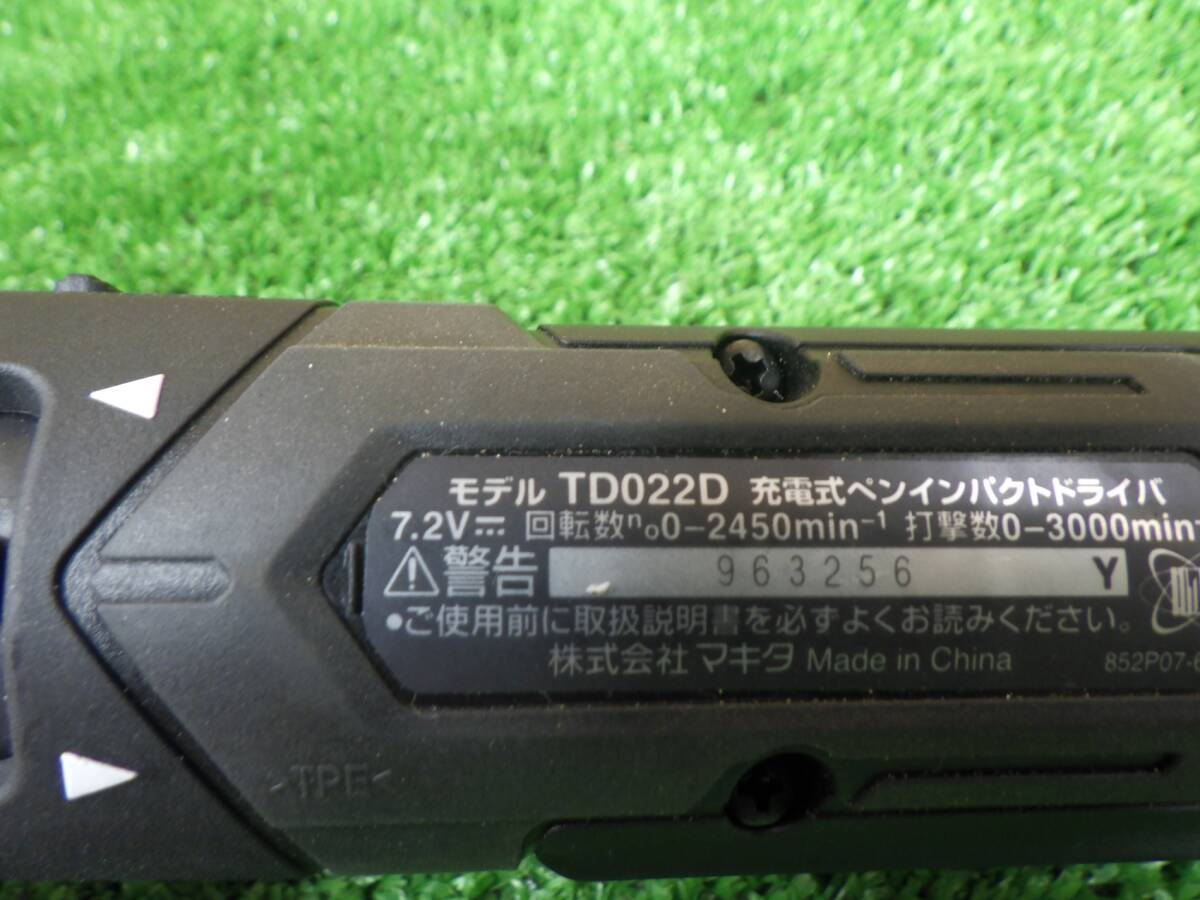 モデル TD022D 充電式ペンインパクトドライバ
7.2V⎓ 回転数n₀0-2450min⁻¹ 打撃数0-3000min
⚠警告 963256 Y
●ご使用前に取扱説明書を必ずよくお読みください。
株式会社マキタ Made in China 852P07-6
>TPE<